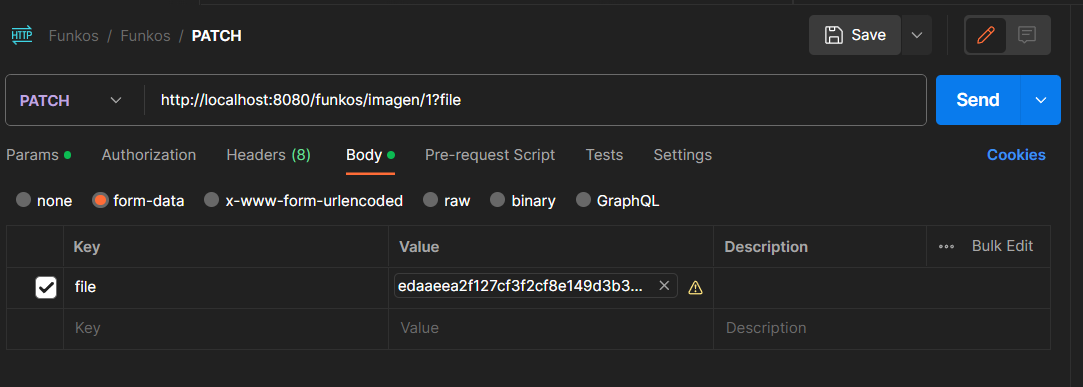 HTTP Funkos / Funkos / PATCH Save
PATCH http://localhost:8080/funkos/imagen/1?file Send
Params Authorization Headers (8) Body Pre-request Script Tests Settings Cookies
none form-data x-www-form-urlencoded raw binary GraphQL
Key Value Description Bulk Edit
file edaaeea2f127cf3f2cf8e149d3b3...
Key Value Description